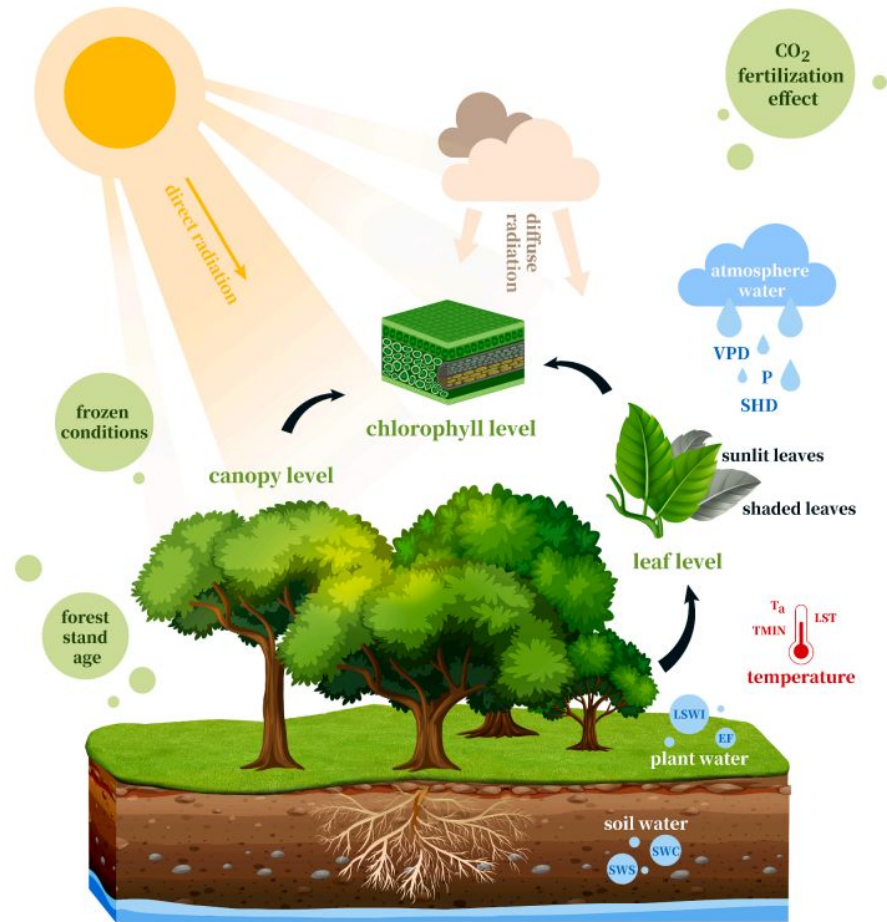 CO₂
fertilization
effect
direct radiation
diffuse
radiation
atmosphere
water
VPD
P
SHD
frozen
conditions
chlorophyll level
canopy level
sunlit leaves
shaded leaves
leaf level
forest
stand
age
Ta
TMIN
LST
temperature
LSWI
EF
plant water
soil water
SWC
SWS